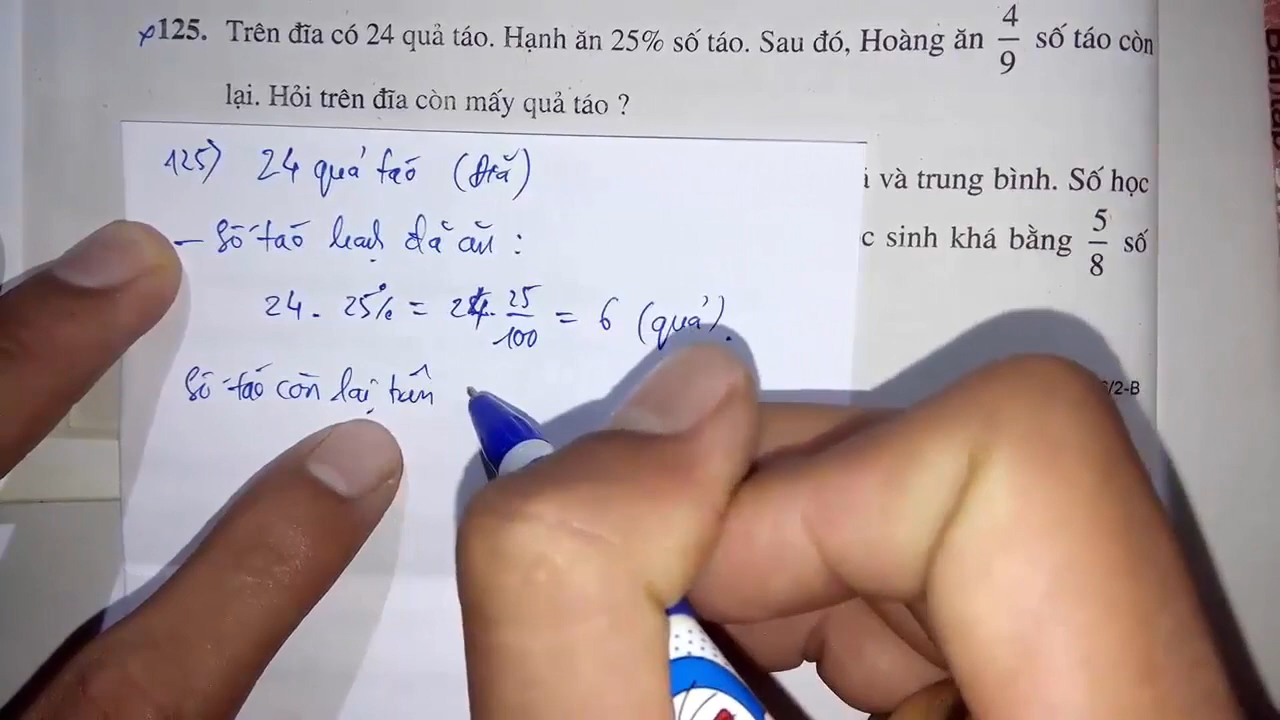 125. Trên đĩa có 24 quả táo. Hạnh ăn 25% số táo. Sau đó, Hoàng ăn 4/9 số táo còn
lại. Hỏi trên đĩa còn mấy quả táo ?
125) 24 quả táo (Đĩa)
i và trung bình. Số học
- Số táo Hạnh đã ăn :
c sinh khá bằng 5/8 số
24 . 25% = 24 . 25/100 = 6 (quả).
Số táo còn lại trên
/2-B